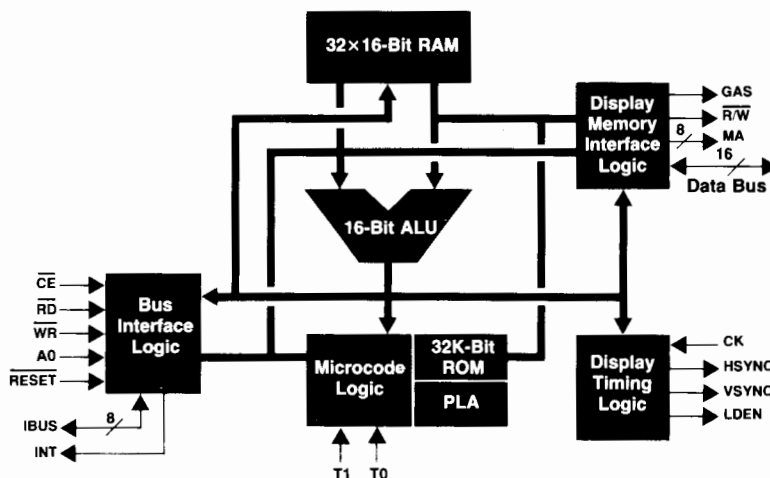 32×16-Bit RAM
Display
Memory
Interface
Logic
GAS
R/W
8
MA
16
Data Bus
16-Bit ALU
CE
RD
WR
A0
RESET
Bus
Interface
Logic
IBUS
8
INT
Microcode
Logic
32K-Bit
ROM
PLA
T1
T0
Display
Timing
Logic
CK
HSYNC
VSYNC
LDEN